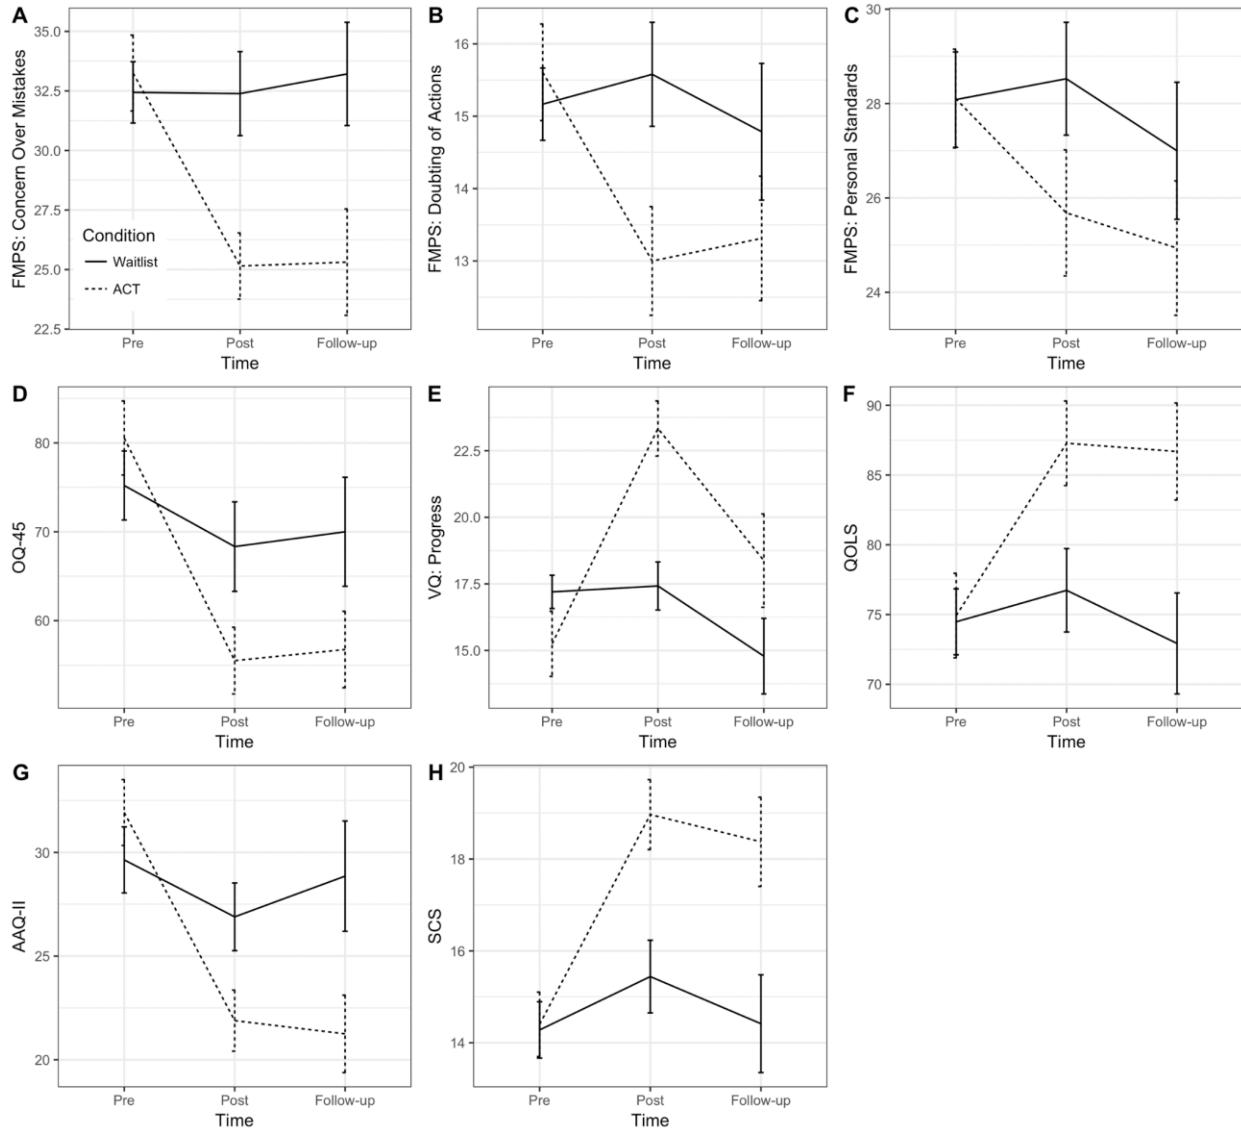 A
FMPS: Concern Over Mistakes
35.0
32.5
30.0
27.5
25.0
22.5
Condition
Waitlist
ACT
Pre
Post
Follow-up
Time
B
FMPS: Doubting of Actions
16
15
14
13
Pre
Post
Follow-up
Time
C
FMPS: Personal Standards
30
28
26
24
Pre
Post
Follow-up
Time
D
OQ-45
80
70
60
Pre
Post
Follow-up
Time
E
VQ: Progress
22.5
20.0
17.5
15.0
Pre
Post
Follow-up
Time
F
QOLS
90
85
80
75
70
Pre
Post
Follow-up
Time
G
AAQ-II
30
25
20
Pre
Post
Follow-up
Time
H
SCS
20
18
16
14
Pre
Post
Follow-up
Time